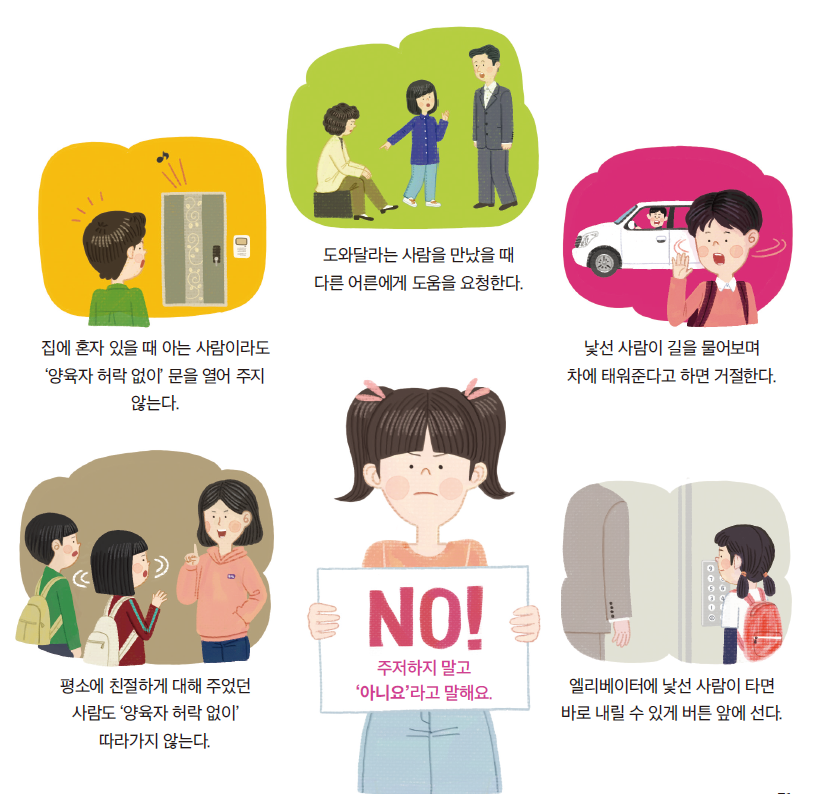 도와달라는 사람을 만났을 때
다른 어른에게 도움을 요청한다.
집에 혼자 있을 때 아는 사람이라도
‘양육자 허락 없이’ 문을 열어 주지
않는다.
낯선 사람이 길을 물어보며
차에 태워준다고 하면 거절한다.
평소에 친절하게 대해 주었던
사람도 ‘양육자 허락 없이’
따라가지 않는다.
NO!
주저하지 말고
‘아니요’라고 말해요.
엘리베이터에 낯선 사람이 타면
바로 내릴 수 있게 버튼 앞에 선다.